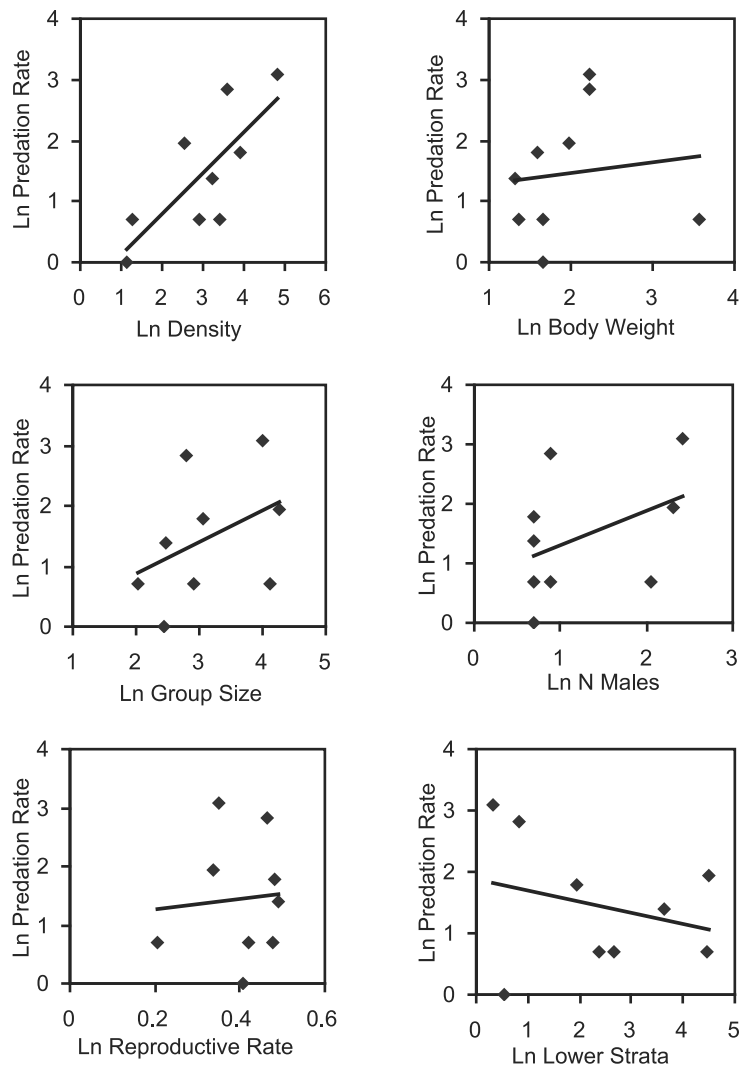 4 4
3 3
2 2
1 1
0 0
0 1 2 3 4 5 6 1 2 3 4
Ln Predation Rate Ln Predation Rate
Ln Density Ln Body Weight
4 4
3 3
2 2
1 1
0 0
1 2 3 4 5 0 1 2 3
Ln Predation Rate Ln Predation Rate
Ln Group Size Ln N Males
4 4
3 3
2 2
1 1
0 0
0 0.2 0.4 0.6 0 1 2 3 4 5
Ln Predation Rate Ln Predation Rate
Ln Reproductive Rate Ln Lower Strata